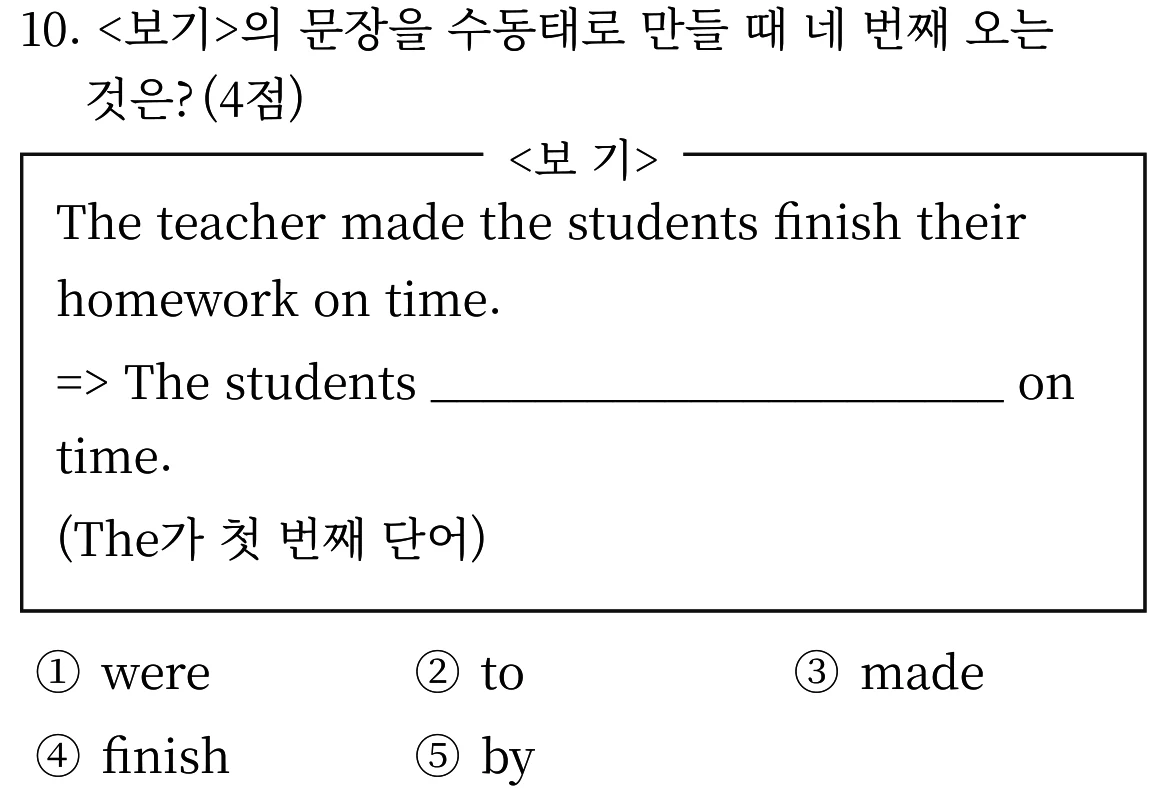 10. <보기>의 문장을 수동태로 만들 때 네 번째 오는
것은?(4점)
<보 기>
The teacher made the students finish their
homework on time.
=> The students ______________________ on
time.
(The가 첫 번째 단어)
① were ② to ③ made
④ finish ⑤ by